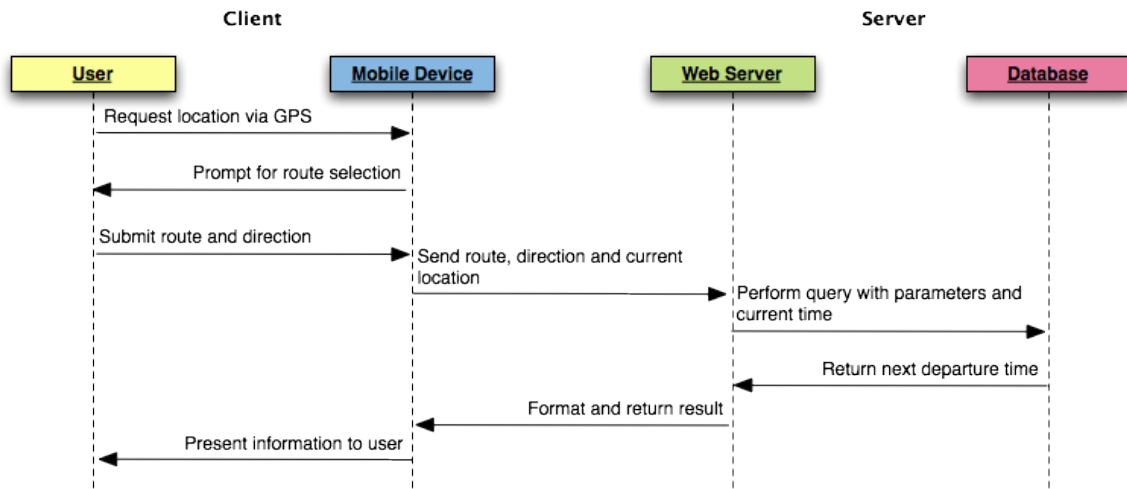 Client
Server
User
Mobile Device
Web Server
Database
Request location via GPS
Prompt for route selection
Submit route and direction
Send route, direction and current
location
Perform query with parameters and
current time
Return next departure time
Format and return result
Present information to user